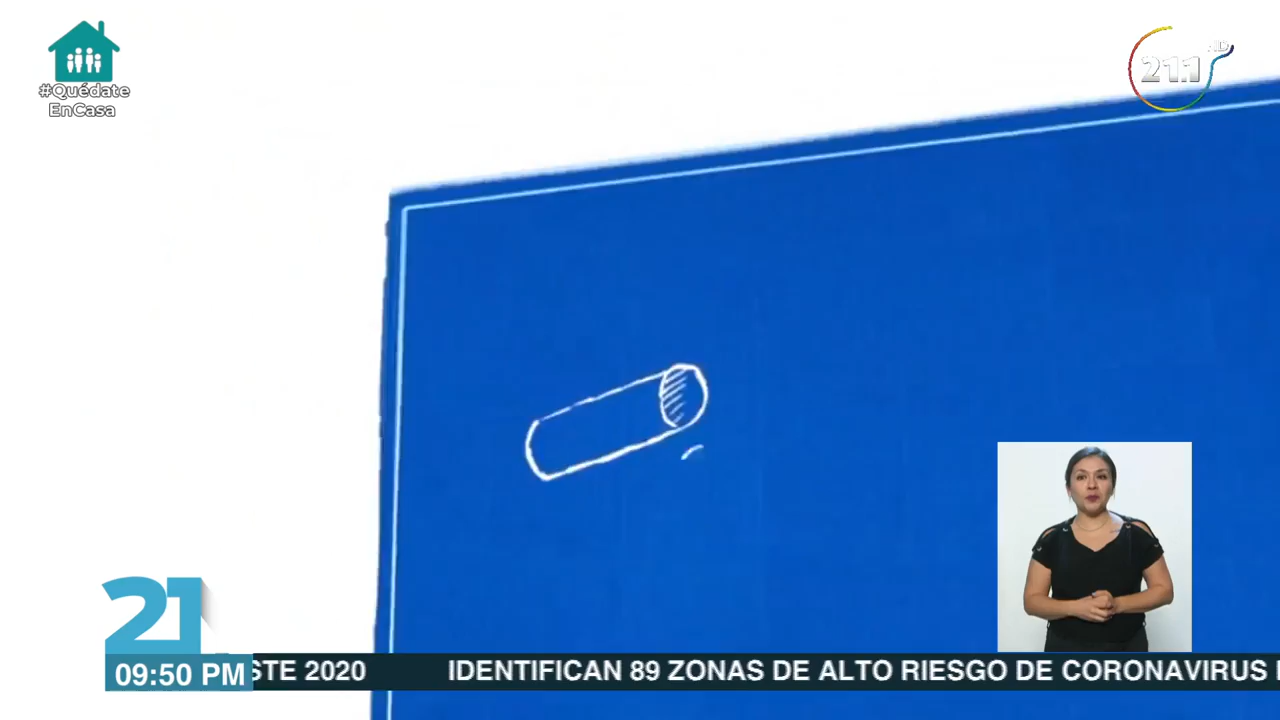 #Quédate
EnCasa
21.1 HD
21
09:50 PM
STE 2020 IDENTIFICAN 89 ZONAS DE ALTO RIESGO DE CORONAVIRUS